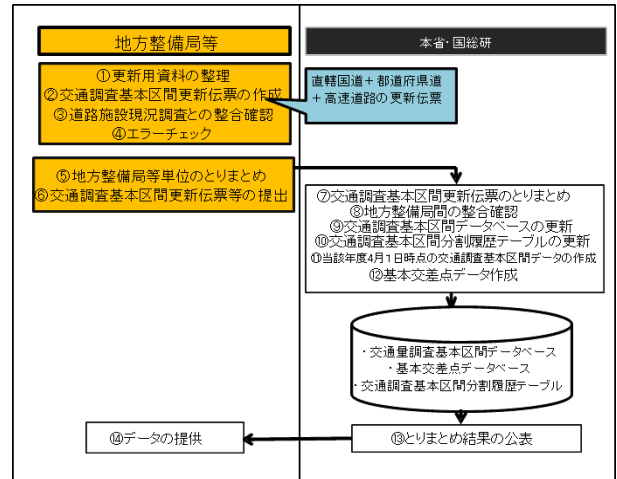 地方整備局等
本省・国総研
①更新用資料の整理
②交通調査基本区間更新伝票の作成
③道路施設現況調査との整合確認
④エラーチェック
直轄国道＋都道府県道
＋高速道路の更新伝票
⑤地方整備局等単位のとりまとめ
⑥交通調査基本区間更新伝票等の提出
⑦交通調査基本区間更新伝票のとりまとめ
⑧地方整備局間の整合確認
⑨交通調査基本区間データベースの更新
⑩交通調査基本区間分割履歴テーブルの更新
⑪当該年度4月1日時点の交通調査基本区間データの作成
⑫基本交差点データ作成
・交通量調査基本区間データベース
・基本交差点データベース
・交通調査基本区間分割履歴テーブル
⑭データの提供
⑬とりまとめ結果の公表